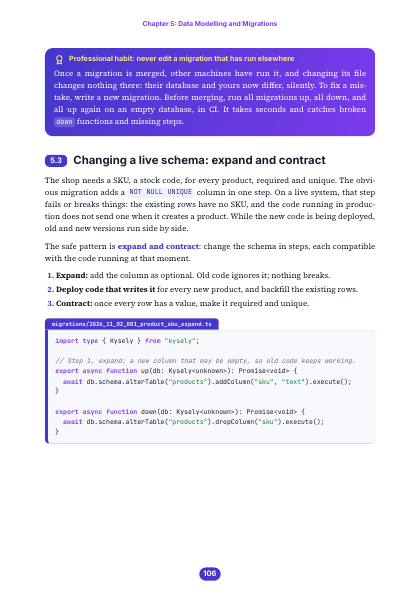 Chapter 5: Data Modelling and Migrations
Professional habit: never edit a migration that has run elsewhere
Once a migration is merged, other machines have run it, and changing its file
changes nothing there: their database and yours now differ, silently. To fix a mis-
take, write a new migration. Before merging, run all migrations up, all down, and
all up again on an empty database, in CI. It takes seconds and catches broken
down functions and missing steps.
5.3 Changing a live schema: expand and contract
The shop needs a SKU, a stock code, for every product, required and unique. The obvi-
ous migration adds a NOT NULL UNIQUE column in one step. On a live system, that step
fails or breaks things: the existing rows have no SKU, and the code running in produc-
tion does not send one when it creates a product. While the new code is being deployed,
old and new versions run side by side.
The safe pattern is expand and contract: change the schema in steps, each compatible
with the code running at that moment.
1. Expand: add the column as optional. Old code ignores it; nothing breaks.
2. Deploy code that writes it for every new product, and backfill the existing rows.
3. Contract: once every row has a value, make it required and unique.
migrations/2026_11_02_001_product_sku_expand.ts
import type { Kysely } from "kysely";
// Step 1, expand: a new column that may be empty, so old code keeps working.
export async function up(db: Kysely<unknown>): Promise<void> {
  await db.schema.alterTable("products").addColumn("sku", "text").execute();
}
export async function down(db: Kysely<unknown>): Promise<void> {
  await db.schema.alterTable("products").dropColumn("sku").execute();
}
106